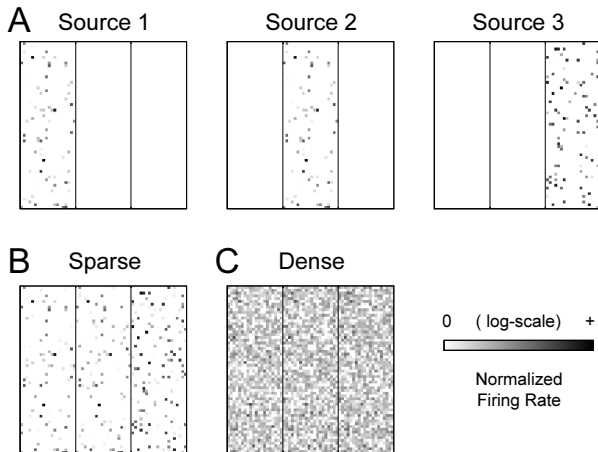 A
Source 1
Source 2
Source 3
B
Sparse
C
Dense
0 ( log-scale) +
Normalized
Firing Rate